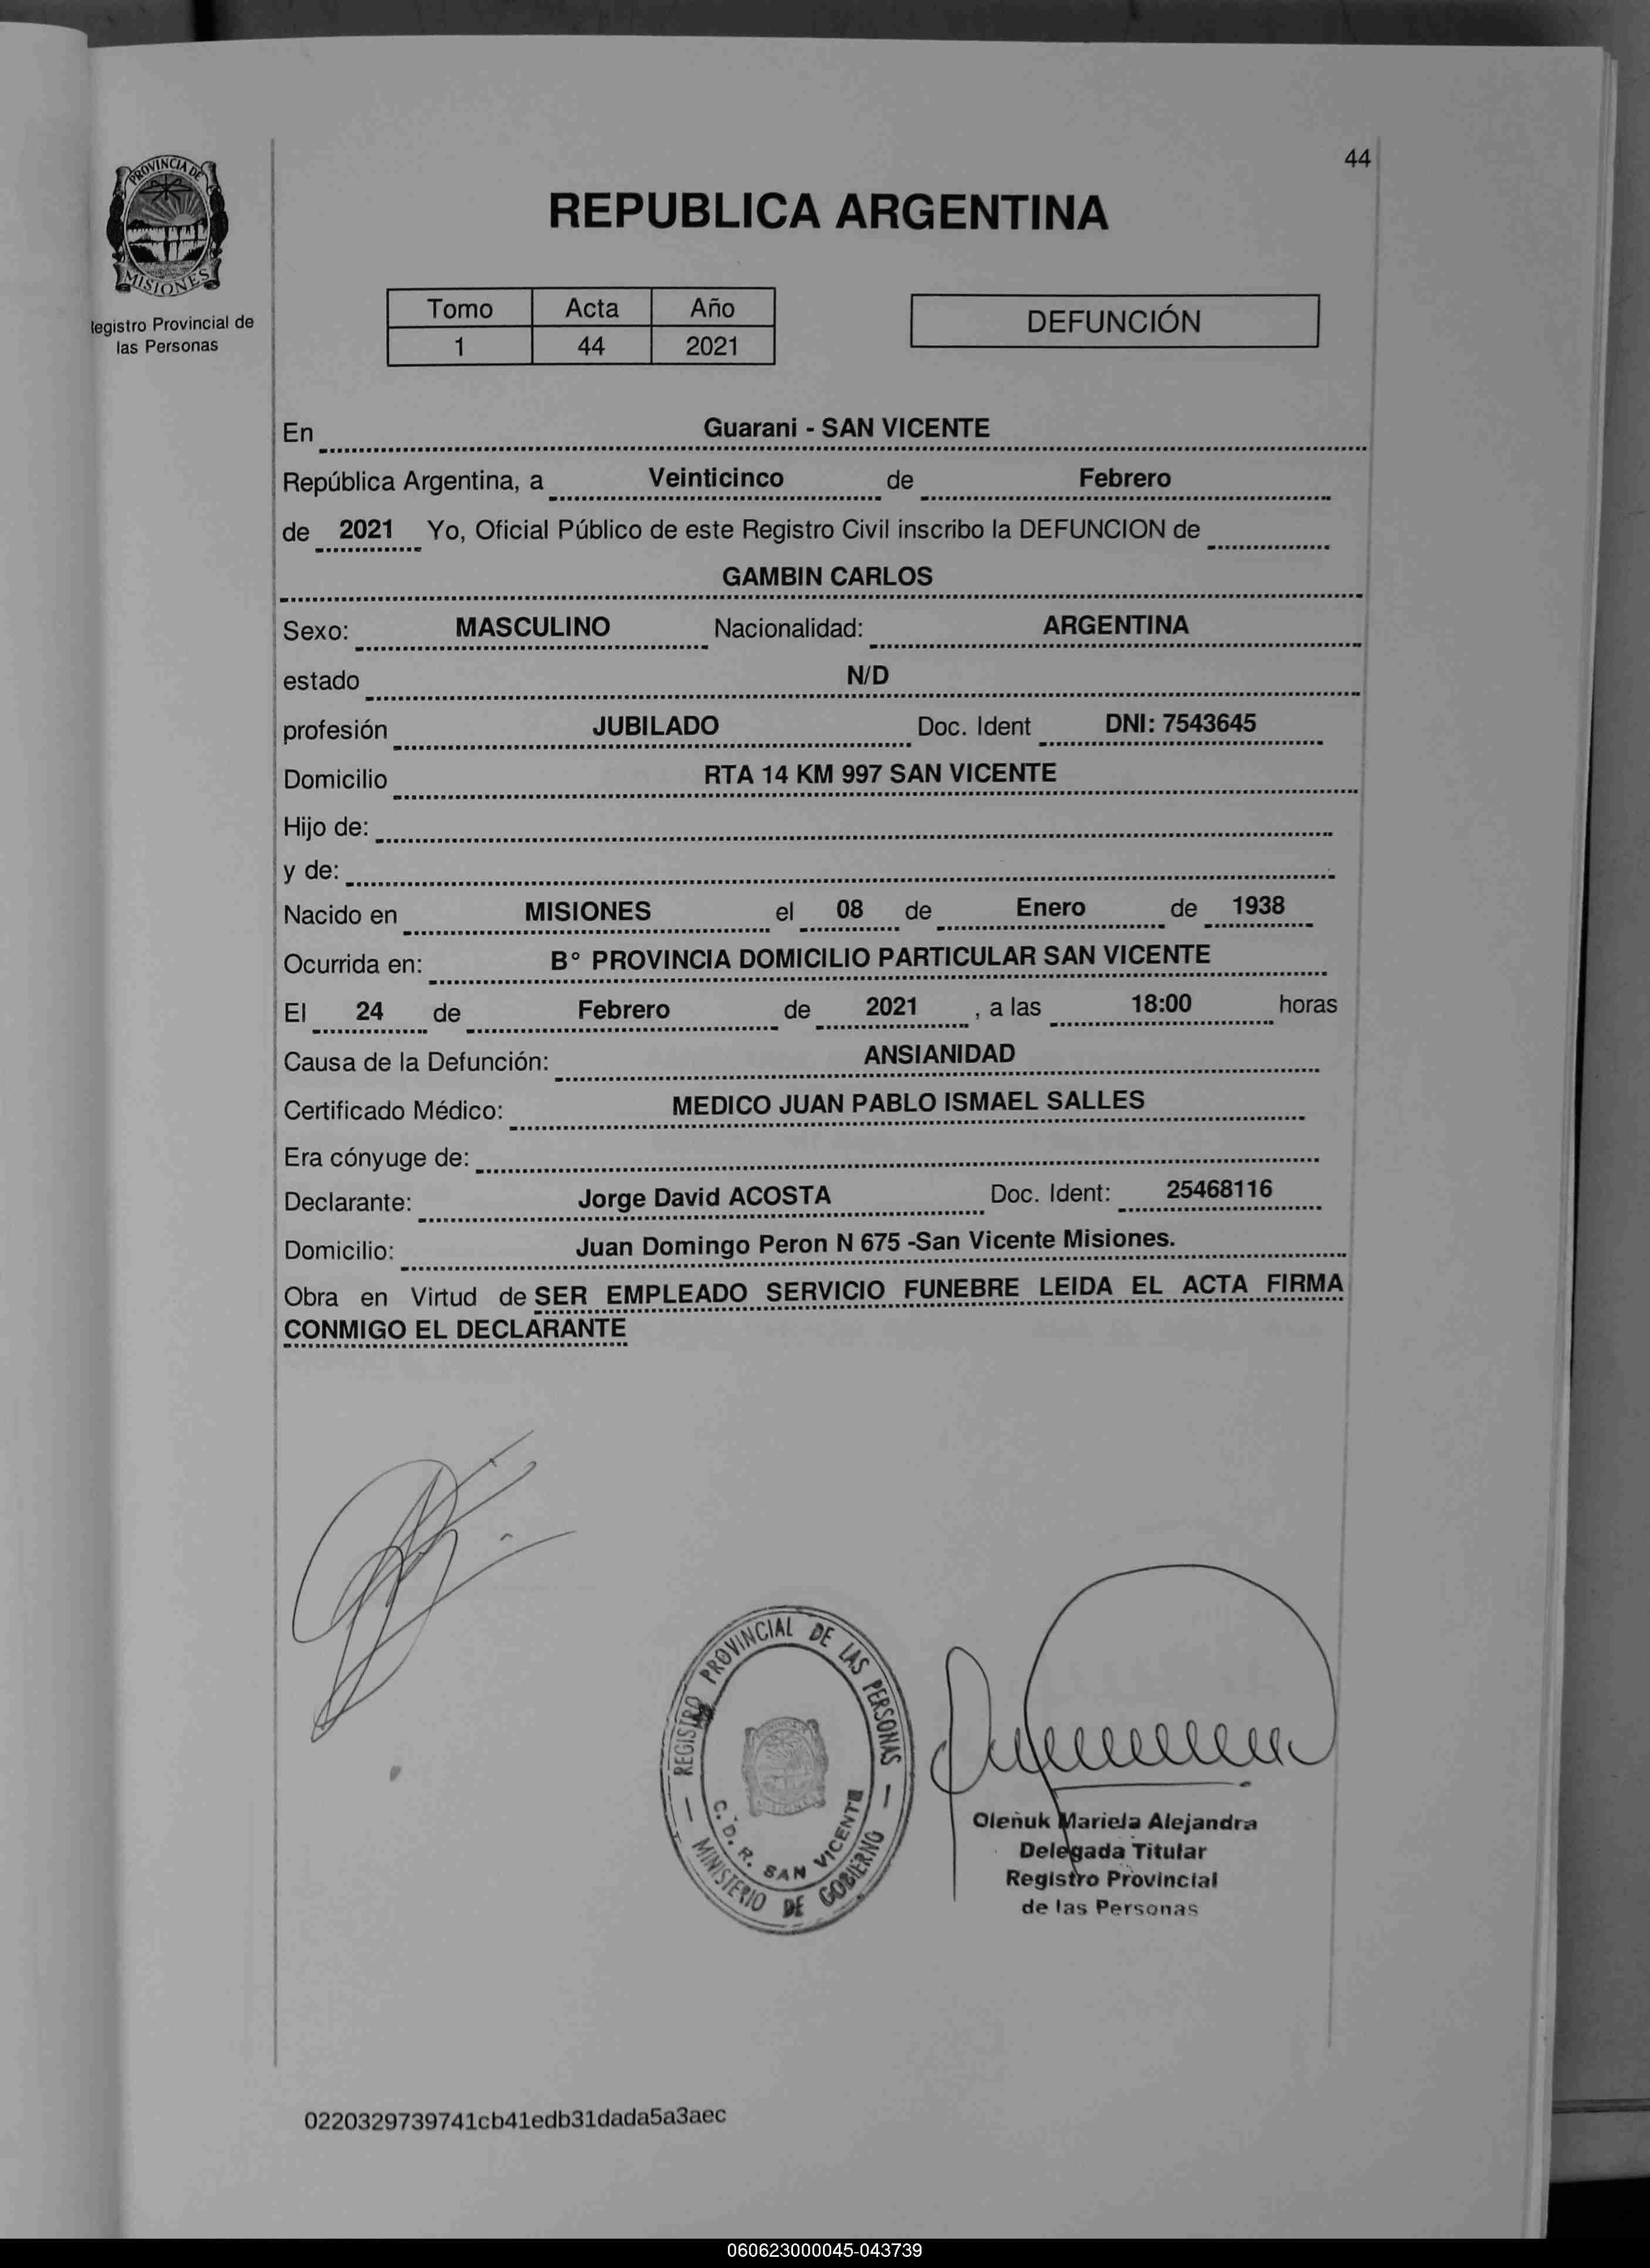 44
PROVINCIA DE
MISIONES
REPUBLICA ARGENTINA
egistro Provincial de
las Personas
Tomo Acta Año
1 44 2021
DEFUNCIÓN
En Guarani - SAN VICENTE
República Argentina, a Veinticinco de Febrero
de 2021 Yo, Oficial Público de este Registro Civil inscribo la DEFUNCION de
GAMBIN CARLOS
Sexo: MASCULINO Nacionalidad: ARGENTINA
estado N/D
profesión JUBILADO Doc. Ident DNI: 7543645
Domicilio RTA 14 KM 997 SAN VICENTE
Hijo de:
y de:
Nacido en MISIONES el 08 de Enero de 1938
Ocurrida en: B° PROVINCIA DOMICILIO PARTICULAR SAN VICENTE
El 24 de Febrero de 2021 , a las 18:00 horas
Causa de la Defunción: ANSIANIDAD
Certificado Médico: MEDICO JUAN PABLO ISMAEL SALLES
Era cónyuge de:
Declarante: Jorge David ACOSTA Doc. Ident: 25468116
Domicilio: Juan Domingo Peron N 675 -San Vicente Misiones.
Obra en Virtud de SER EMPLEADO SERVICIO FUNEBRE LEIDA EL ACTA FIRMA
CONMIGO EL DECLARANTE
REGISTRO PROVINCIAL DE LAS PERSONAS
C. D. R. SAN VICENTE
MINISTERIO DE GOBIERNO
Oleñuk Mariela Alejandra
Delegada Titular
Registro Provincial
de las Personas
0220329739741cb41edb31dada5a3aec
060623000045-043739